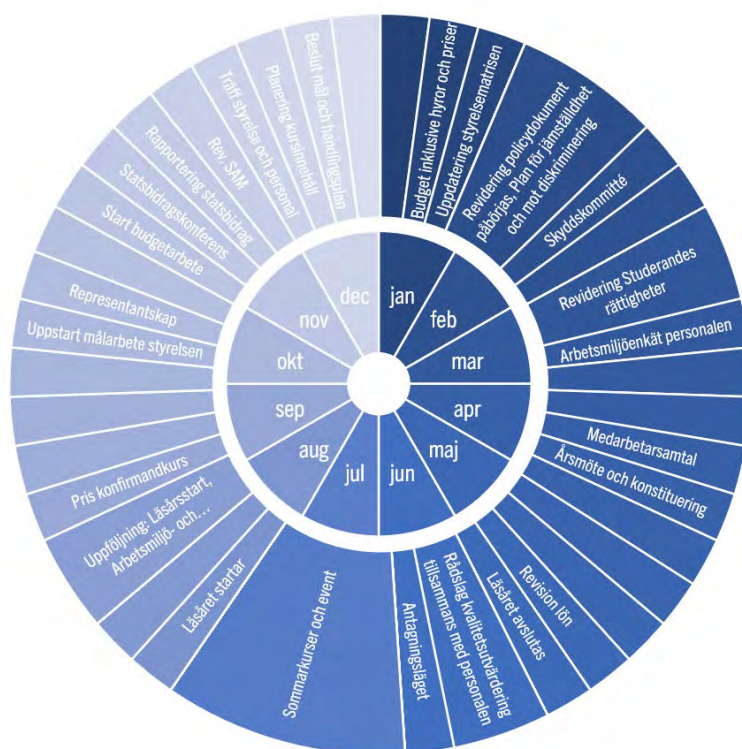 jan
feb
mar
apr
maj
jun
jul
aug
sep
okt
nov
dec
Budget inklusive hyror och priser
Uppdatering styrelsematrisen
Revidering policydokument
påbörjas, Plan för jämställdhet
och mot diskriminering
Skyddskommitté
Revidering Studerandes
rättigheter
Arbetsmiljöenkät personalen
Medarbetarsamtal
Årsmöte och konstituering
Revision lön
Läsåret avslutas
Rådslag kvalitetsutvärdering
tillsammans med personalen
Antagningsläget
Sommarkurser och event
Läsåret startar
Uppföljning: Läsårsstart,
Arbetsmiljö- och...
Pris konfirmandkurs
Uppstart målarbete styrelsen
Representantskap
Start budgetarbete
Statsbidragskonferens
Rapportering statsbidrag
Rev. SAM
Träff styrelse och personal
Planering kursinnehåll
Beslut mål och handlingsplan